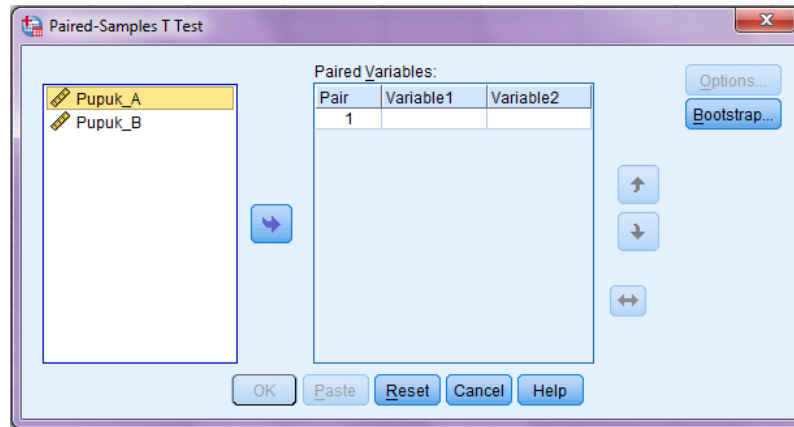 Paired-Samples T Test
Paired Variables:
Pupuk_A
Pupuk_B
Pair Variable1 Variable2
1
Options...
Bootstrap...
OK Paste Reset Cancel Help